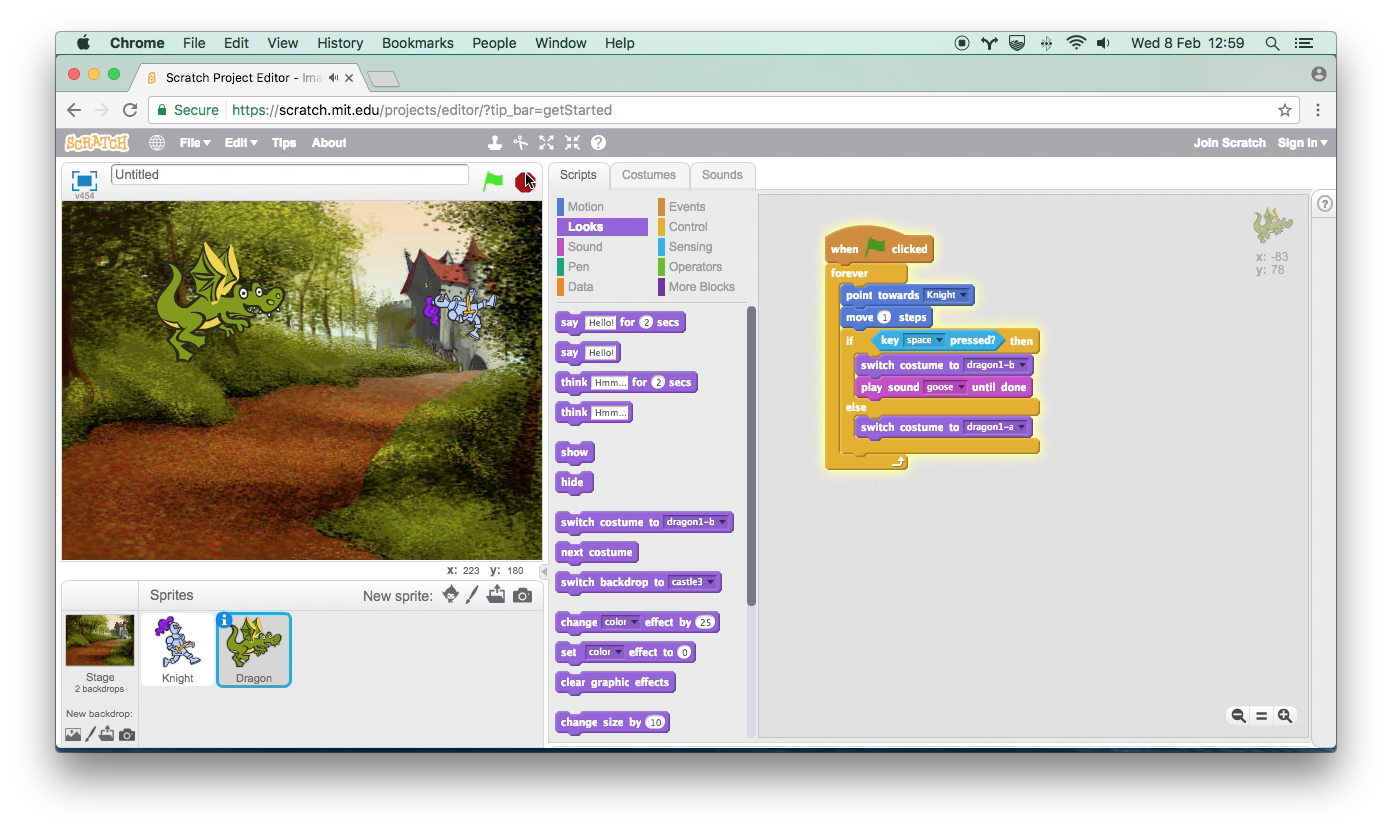 Chrome File Edit View History Bookmarks People Window Help Wed 8 Feb 12:59
Scratch Project Editor - Ima
Secure https://scratch.mit.edu/projects/editor/?tip_bar=getStarted
SCRATCH File Edit Tips About Join Scratch Sign in
v454
Untitled
Scripts Costumes Sounds
Motion Events
Looks Control
Sound Sensing
Pen Operators
Data More Blocks
say Hello! for 2 secs
say Hello!
think Hmm... for 2 secs
think Hmm...
show
hide
switch costume to dragon1-b
next costume
switch backdrop to castle3
change color effect by 25
set color effect to 0
clear graphic effects
change size by 10
when clicked
forever
point towards Knight
move 1 steps
if key space pressed? then
switch costume to dragon1-b
play sound goose until done
else
switch costume to dragon1-a
x: -83
y: 78
x: 223 y: 180
Sprites New sprite:
Stage
2 backdrops
New backdrop:
Knight
Dragon